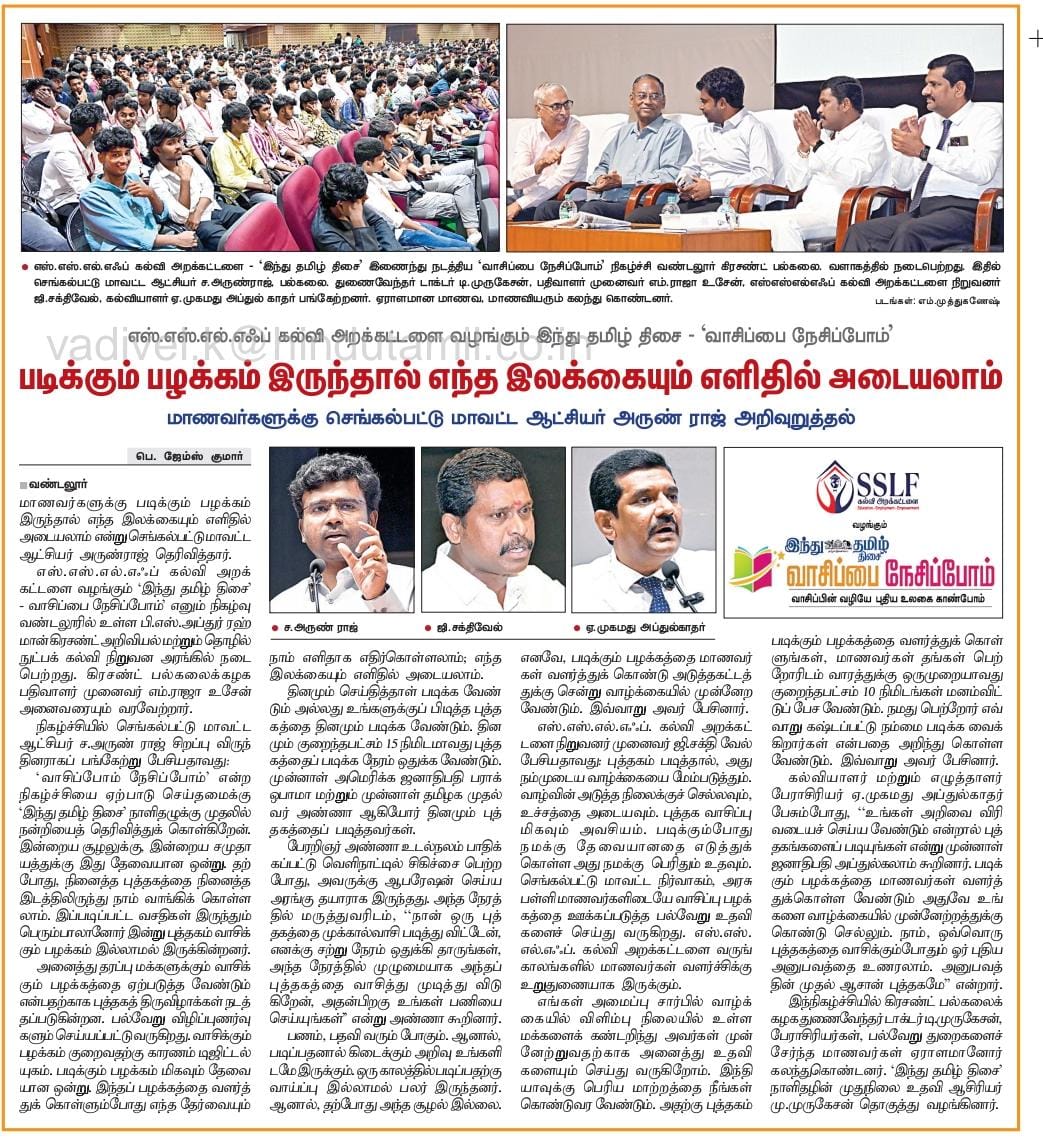 • எஸ்.எஸ்.எல்.எஃப் கல்வி அறக்கட்டளை - ‘இந்து தமிழ் திசை’ இணைந்து நடத்திய ‘வாசிப்பை நேசிப்போம்’ நிகழ்ச்சி வண்டலூர் கிரசண்ட் பல்கலை. வளாகத்தில் நடைபெற்றது. இதில்
செங்கல்பட்டு மாவட்ட ஆட்சியர் ச.அருண்ராஜ், பல்கலை. துணைவேந்தர் டாக்டர் டி.முருகேசன், பதிவாளர் முனைவர் எம்.ராஜா உசேன், எஸ்எஸ்எல்எஃப் கல்வி அறக்கட்டளை நிறுவனர்
ஜி.சக்திவேல், கல்வியாளர் ஏ.முகமது அப்துல் காதர் பங்கேற்றனர். ஏராளமான மாணவ, மாணவியரும் கலந்து கொண்டனர்.
படங்கள்: எம்.முத்துகணேஷ்
vadivel.k@hindutamil.co.in
எஸ்.எஸ்.எல்.எஃப் கல்வி அறக்கட்டளை வழங்கும் இந்து தமிழ் திசை - ‘வாசிப்பை நேசிப்போம்’
படிக்கும் பழக்கம் இருந்தால் எந்த இலக்கையும் எளிதில் அடையலாம்
மாணவர்களுக்கு செங்கல்பட்டு மாவட்ட ஆட்சியர் அருண் ராஜ் அறிவுறுத்தல்
பெ. ஜேம்ஸ் குமார்
■ வண்டலூர்
மாணவர்களுக்கு படிக்கும் பழக்கம்
இருந்தால் எந்த இலக்கையும் எளிதில்
அடையலாம் என்று செங்கல்பட்டு மாவட்ட
ஆட்சியர் அருண்ராஜ் தெரிவித்தார்.
எஸ்.எஸ்.எல்.எஃப் கல்வி அறக்
கட்டளை வழங்கும் ‘இந்து தமிழ் திசை’
- வாசிப்பை நேசிப்போம்’ எனும் நிகழ்வு
வண்டலூரில் உள்ள பி.எஸ்.அப்துர் ரஹ்
மான் கிரசண்ட் அறிவியல் மற்றும் தொழில்
நுட்பக் கல்வி நிறுவன அரங்கில் நடை
பெற்றது. கிரசண்ட் பல்கலைக்கழக
பதிவாளர் முனைவர் எம்.ராஜா உசேன்
அனைவரையும் வரவேற்றார்.
நிகழ்ச்சியில் செங்கல்பட்டு மாவட்ட
ஆட்சியர் ச.அருண் ராஜ் சிறப்பு விருந்
தினராகப் பங்கேற்று பேசியதாவது:
‘வாசிப்போம் நேசிப்போம்’ என்ற
நிகழ்ச்சியை ஏற்பாடு செய்தமைக்கு
‘இந்து தமிழ் திசை’ நாளிதழுக்கு முதலில்
நன்றியைத் தெரிவித்துக் கொள்கிறேன்.
இன்றைய சூழலுக்கு, இன்றைய சமுதா
யத்துக்கு இது தேவையான ஒன்று. தற்
போது, நினைத்த புத்தகத்தை நினைத்த
இடத்திலிருந்து நாம் வாங்கிக் கொள்ள
லாம். இப்படிப்பட்ட வசதிகள் இருந்தும்
பெரும்பாலானோர் இன்று புத்தகம் வாசிக்
கும் பழக்கம் இல்லாமல் இருக்கின்றனர்.
அனைத்து தரப்பு மக்களுக்கும் வாசிக்
கும் பழக்கத்தை ஏற்படுத்த வேண்டும்
என்பதற்காக புத்தகத் திருவிழாக்கள் நடத்
தப்படுகின்றன. பல்வேறு விழிப்புணர்வு
களும் செய்யப்பட்டு வருகிறது. வாசிக்கும்
பழக்கம் குறைவதற்கு காரணம் டிஜிட்டல்
யுகம். படிக்கும் பழக்கம் மிகவும் தேவை
யான ஒன்று. இந்தப் பழக்கத்தை வளர்த்
துக் கொள்ளும்போது எந்த தேர்வையும்
• ச.அருண் ராஜ்
• ஜி.சக்திவேல்
• ஏ.முகமது அப்துல்காதர்
நாம் எளிதாக எதிர்கொள்ளலாம்; எந்த
இலக்கையும் எளிதில் அடையலாம்.
தினமும் செய்தித்தாள் படிக்க வேண்
டும் அல்லது உங்களுக்குப் பிடித்த புத்த
கத்தை தினமும் படிக்க வேண்டும். தின
மும் குறைந்தபட்சம் 15 நிமிடமாவது புத்த
கத்தைப் படிக்க நேரம் ஒதுக்க வேண்டும்.
முன்னாள் அமெரிக்க ஜனாதிபதி பராக்
ஒபாமா மற்றும் முன்னாள் தமிழக முதல்
வர் அண்ணா ஆகியோர் தினமும் புத்
தகத்தைப் படித்தவர்கள்.
பேரறிஞர் அண்ணா உடல்நலம் பாதிக்
கப்பட்டு வெளிநாட்டில் சிகிச்சை பெற்ற
போது, அவருக்கு ஆபரேஷன் செய்ய
அரங்கு தயாராக இருந்தது. அந்த நேரத்
தில் மருத்துவரிடம், ‘‘நான் ஒரு புத்
தகத்தை முக்கால்வாசி படித்து விட்டேன்,
எனக்கு சற்று நேரம் ஒதுக்கி தாருங்கள்,
அந்த நேரத்தில் முழுமையாக அந்தப்
புத்தகத்தை வாசித்து முடித்து விடு
கிறேன், அதன்பிறகு உங்கள் பணியை
செய்யுங்கள்’’ என்று அண்ணா கூறினார்.
பணம், பதவி வரும் போகும். ஆனால்,
படிப்பதனால் கிடைக்கும் அறிவு உங்களி
டமே இருக்கும். ஒரு காலத்தில் படிப்பதற்கு
வாய்ப்பு இல்லாமல் பலர் இருந்தனர்.
ஆனால், தற்போது அந்த சூழல் இல்லை.
எனவே, படிக்கும் பழக்கத்தை மாணவர்
கள் வளர்த்துக் கொண்டு அடுத்தகட்டத்
துக்கு சென்று வாழ்க்கையில் முன்னேற
வேண்டும். இவ்வாறு அவர் பேசினார்.
எஸ்.எஸ்.எல்.எஃப். கல்வி அறக்கட்
டளை நிறுவனர் முனைவர் ஜி.சக்தி வேல்
பேசியதாவது: புத்தகம் படித்தால், அது
நம்முடைய வாழ்க்கையை மேம்படுத்தும்.
வாழ்வின் அடுத்த நிலைக்குச் செல்லவும்,
உச்சத்தை அடையவும். புத்தக வாசிப்பு
மிகவும் அவசியம். படிக்கும்போது
நமக்கு தேவையானதை எடுத்துக்
கொள்ள அது நமக்கு பெரிதும் உதவும்.
செங்கல்பட்டு மாவட்ட நிர்வாகம், அரசு
பள்ளி மாணவர்களிடையே வாசிப்பு பழக்
கத்தை ஊக்கப்படுத்த பல்வேறு உதவி
களைச் செய்து வருகிறது. எஸ்.எஸ்.
எல்.எஃப். கல்வி அறக்கட்டளை வருங்
காலங்களில் மாணவர்கள் வளர்ச்சிக்கு
உறுதுணையாக இருக்கும்.
எங்கள் அமைப்பு சார்பில் வாழ்க்
கையில் விளிம்பு நிலையில் உள்ள
மக்களைக் கண்டறிந்து அவர்கள் முன்
னேற்றுவதற்காக அனைத்து உதவி
களையும் செய்து வருகிறோம். இந்தி
யாவுக்கு பெரிய மாற்றத்தை நீங்கள்
கொண்டுவர வேண்டும். அதற்கு புத்தகம்
SSLF
கல்வி அறக்கட்டளை
Education - Employment - Empowerment
வழங்கும்
இந்து தமிழ்
திசை
வாசிப்பை நேசிப்போம்
வாசிப்பின் வழியே புதிய உலகை காண்போம்
படிக்கும் பழக்கத்தை வளர்த்துக் கொள்
ளுங்கள், மாணவர்கள் தங்கள் பெற்
றோரிடம் வாரத்துக்கு ஒருமுறையாவது
குறைந்தபட்சம் 10 நிமிடங்கள் மனம்விட்
டுப் பேச வேண்டும். நமது பெற்றோர் எவ்
வாறு கஷ்டப்பட்டு நம்மை படிக்க வைக்
கிறார்கள் என்பதை அறிந்து கொள்ள
வேண்டும். இவ்வாறு அவர் பேசினார்.
கல்வியாளர் மற்றும் எழுத்தாளர்
பேராசிரியர் ஏ.முகமது அப்துல்காதர்
பேசும்போது, ‘‘உங்கள் அறிவை விரி
வடையச் செய்ய வேண்டும் என்றால் புத்
தகங்களைப் படியுங்கள் என்று முன்னாள்
ஜனாதிபதி அப்துல்கலாம் கூறினார். படிக்
கும் பழக்கத்தை மாணவர்கள் வளர்த்
துக்கொள்ள வேண்டும் அதுவே உங்
களை வாழ்க்கையில் முன்னேற்றத்துக்கு
கொண்டு செல்லும். நாம், ஒவ்வொரு
புத்தகத்தை வாசிக்கும்போதும் ஓர் புதிய
அனுபவத்தை உணரலாம். அனுபவத்
தின் முதல் ஆசான் புத்தகமே’’ என்றார்.
இந்நிகழ்ச்சியில் கிரசண்ட் பல்கலைக்
கழக துணைவேந்தர் டாக்டர் டி.முருகேசன்,
பேராசிரியர்கள், பல்வேறு துறைகளைச்
சேர்ந்த மாணவர்கள் ஏராளமானோர்
கலந்துகொண்டனர். ‘இந்து தமிழ் திசை’
நாளிதழின் முதுநிலை உதவி ஆசிரியர்
மு.முருகேசன் தொகுத்து வழங்கினார்.